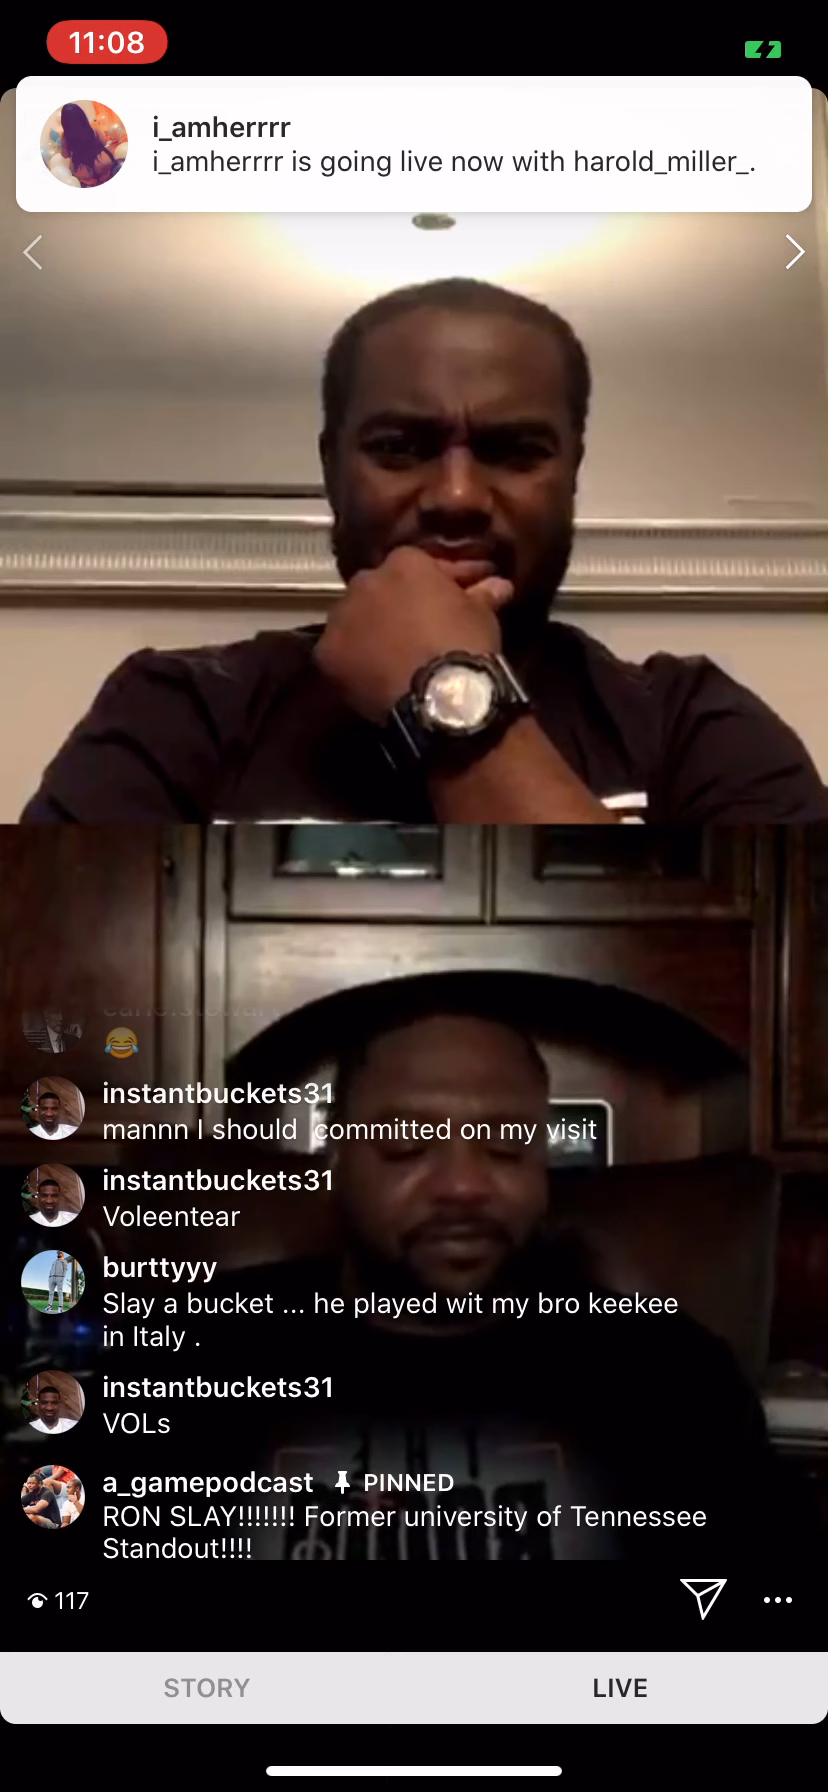 11:08
i_amherrrr
i_amherrrr is going live now with harold_miller_.
😂
instantbuckets31
mannn I should committed on my visit
instantbuckets31
Voleentear
burttyyy
Slay a bucket ... he played wit my bro keekee
in Italy .
instantbuckets31
VOLs
a_gamepodcast PINNED
RON SLAY!!!!!!! Former university of Tennessee
Standout!!!!
117
STORY LIVE